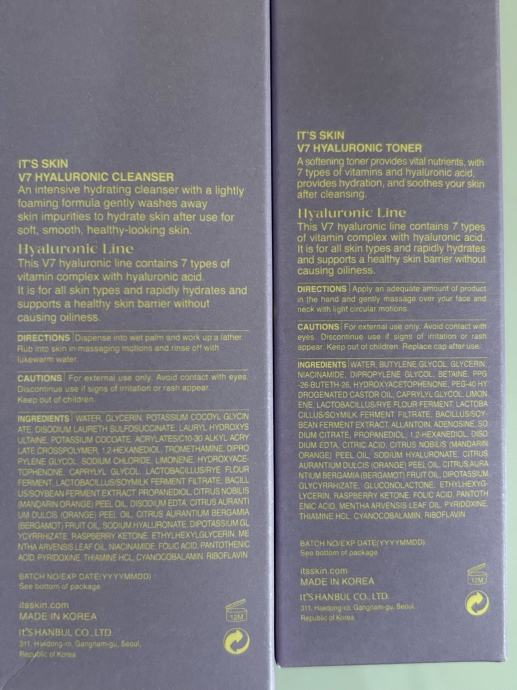 IT'S SKIN
V7 HYALURONIC CLEANSER
An intensive hydrating cleanser with a lightly
foaming formula gently washes away
skin impurities to hydrate skin after use for
soft, smooth, healthy-looking skin.
Hyaluronic Line
This V7 hyaluronic line contains 7 types of
vitamin complex with hyaluronic acid.
It is for all skin types and rapidly hydrates and
supports a healthy skin barrier without
causing oiliness.
DIRECTIONS Dispense into wet palm and work up a lather.
Rub into skin in-massaging motions and rinse off with
lukewarm water.
CAUTIONS For external use only. Avoid contact with eyes.
Discontinue use if signs of irritation or rash appear.
Keep out of children.
INGREDIENTS WATER, GLYCERIN, POTASSIUM COCOYL GLYCIN
ATE, DISODIUM LAURETH SULFOSUCCINATE, LAURYL HYDROXYS
ULTAINE, POTASSIUM COCOATE, ACRYLATES/C10-30 ALKYL ACRY
LATE CROSSPOLYMER, 1,2-HEXANEDIOL, TROMETHAMINE, DIPRO
PYLENE GLYCOL, SODIUM CHLORIDE, LIMONENE, HYDROXYACE-
TOPHENONE, CAPRYLYL GLYCOL, LACTOBACILLUS/RYE FLOUR
FERMENT, LACTOBACILLUS/SOYMILK FERMENT FILTRATE, BACILL
US/SOYBEAN FERMENT EXTRACT, PROPANEDIOL, CITRUS NOBILIS
(MANDARIN ORANGE) PEEL OIL, DISODIUM EDTA, CITRUS AURANTI
UM DULCIS (ORANGE) PEEL OIL, CITRUS AURANTIUM BERGAMIA
(BERGAMOT) FRUIT OIL, SODIUM HYALURONATE, DIPOTASSIUM GL
YCYRRHIZATE, RASPBERRY KETONE, ETHYLHEXYLGLYCERIN, ME
NTHA ARVENSIS LEAF OIL, NIACINAMIDE, FOLIC ACID, PANTOTHENIC
ACID, PYRIDOXINE, THIAMINE HCL, CYANOCOBALAMIN, RIBOFLAVIN
BATCH NO/EXP DATE(YYYYMMDD) :
See bottom of package
itsskin.com
MADE IN KOREA
IT'S HANBUL CO., LTD.
311, Hakdong-ro, Gangnam-gu, Seoul,
Republic of Korea
12M
IT'S SKIN
V7 HYALURONIC TONER
A softening toner provides vital nutrients, with
7 types of vitamins and hyaluronic acid,
provides hydration, and soothes your skin
after cleansing.
Hyaluronic Line
This V7 hyaluronic line contains 7 types
of vitamin complex with hyaluronic acid.
It is for all skin types and rapidly hydrates
and supports a healthy skin barrier without
causing oiliness.
DIRECTIONS Apply an adequate amount of product
in the hand and gently massage over your face and
neck with light circular motions.
CAUTIONS For external use only. Avoid contact with
eyes. Discontinue use if signs of irritation or rash
appear. Keep out of children. Replace cap after use.
INGREDIENTS WATER, BUTYLENE GLYCOL, GLYCERIN,
NIACINAMIDE, DIPROPYLENE GLYCOL, BETAINE, PPG
-26-BUTETH-26, HYDROXYACETOPHENONE, PEG-40 HY
DROGENATED CASTOR OIL, CAPRYLYL GLYCOL, LIMON
ENE, LACTOBACILLUS/RYE FLOUR FERMENT, LACTOBA
CILLUS/SOYMILK FERMENT FILTRATE, BACILLUS/SOY-
BEAN FERMENT EXTRACT, ALLANTOIN, ADENOSINE, SO
DIUM CITRATE, PROPANEDIOL, 1,2-HEXANEDIOL, DISO
DIUM EDTA, CITRIC ACID, CITRUS NOBILIS (MANDARIN
ORANGE) PEEL OIL, SODIUM HYALURONATE, CITRUS
AURANTIUM DULCIS (ORANGE) PEEL OIL, CITRUS AURA
NTIUM BERGAMIA (BERGAMOT) FRUIT OIL, DIPOTASSIUM
GLYCYRRHIZATE, GLUCONOLACTONE, ETHYLHEXYG-
LYCERIN, RASPBERRY KETONE, FOLIC ACID, PANTOTH
ENIC ACID, MENTHA ARVENSIS LEAF OIL, PYRIDOXINE,
THIAMINE HCL, CYANOCOBALAMIN, RIBOFLAVIN
BATCH NO/EXP DATE(YYYYMMDD) :
See bottom of package
itsskin.com
MADE IN KOREA
IT'S HANBUL CO., LTD.
311, Hakdong-ro, Gangnam-gu, Seoul,
Republic of Korea
12M